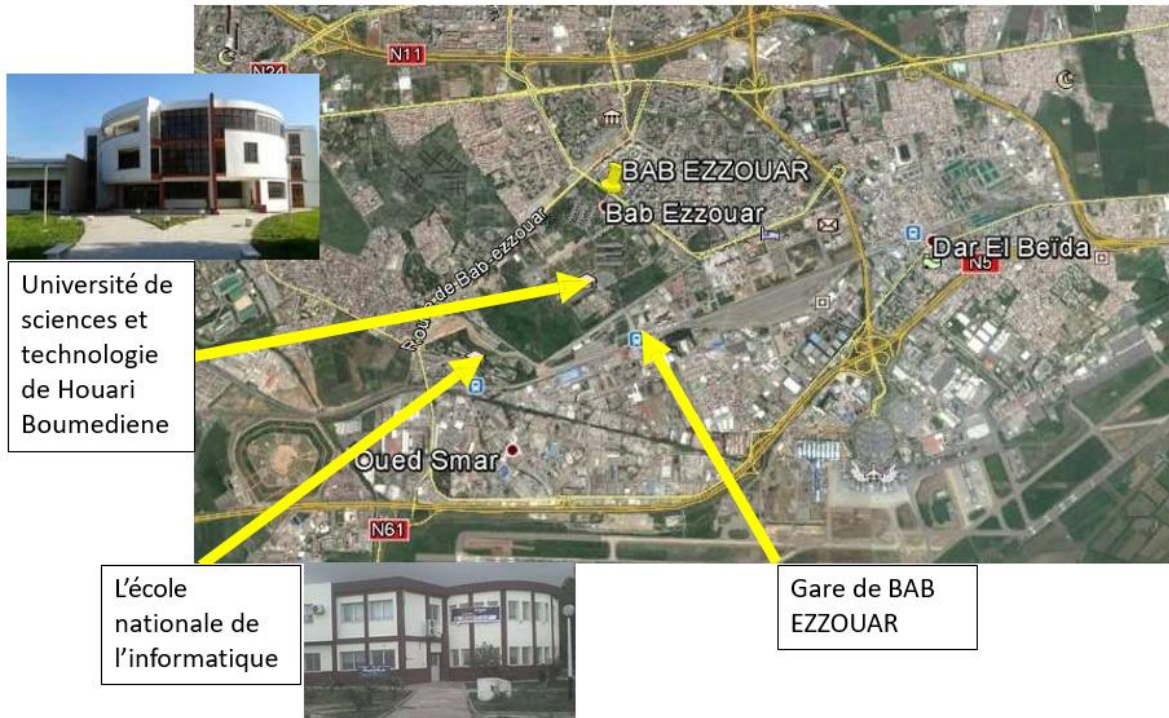 N11
N24
BAB EZZOUAR
Bab Ezzouar
Route de Bab ezzouar
Dar El Beïda
N5
Oued Smar
N61
Université de
sciences et
technologie
de Houari
Boumediene
L'école
nationale de
l'informatique
Gare de BAB
EZZOUAR